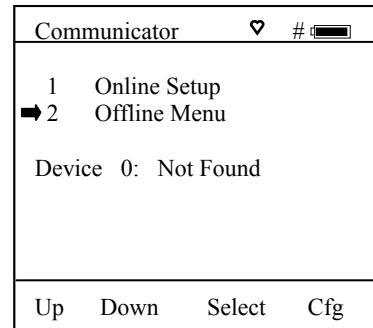 Communicator ♡ #
1 Online Setup
➡ 2 Offline Menu
Device 0: Not Found
Up Down Select Cfg